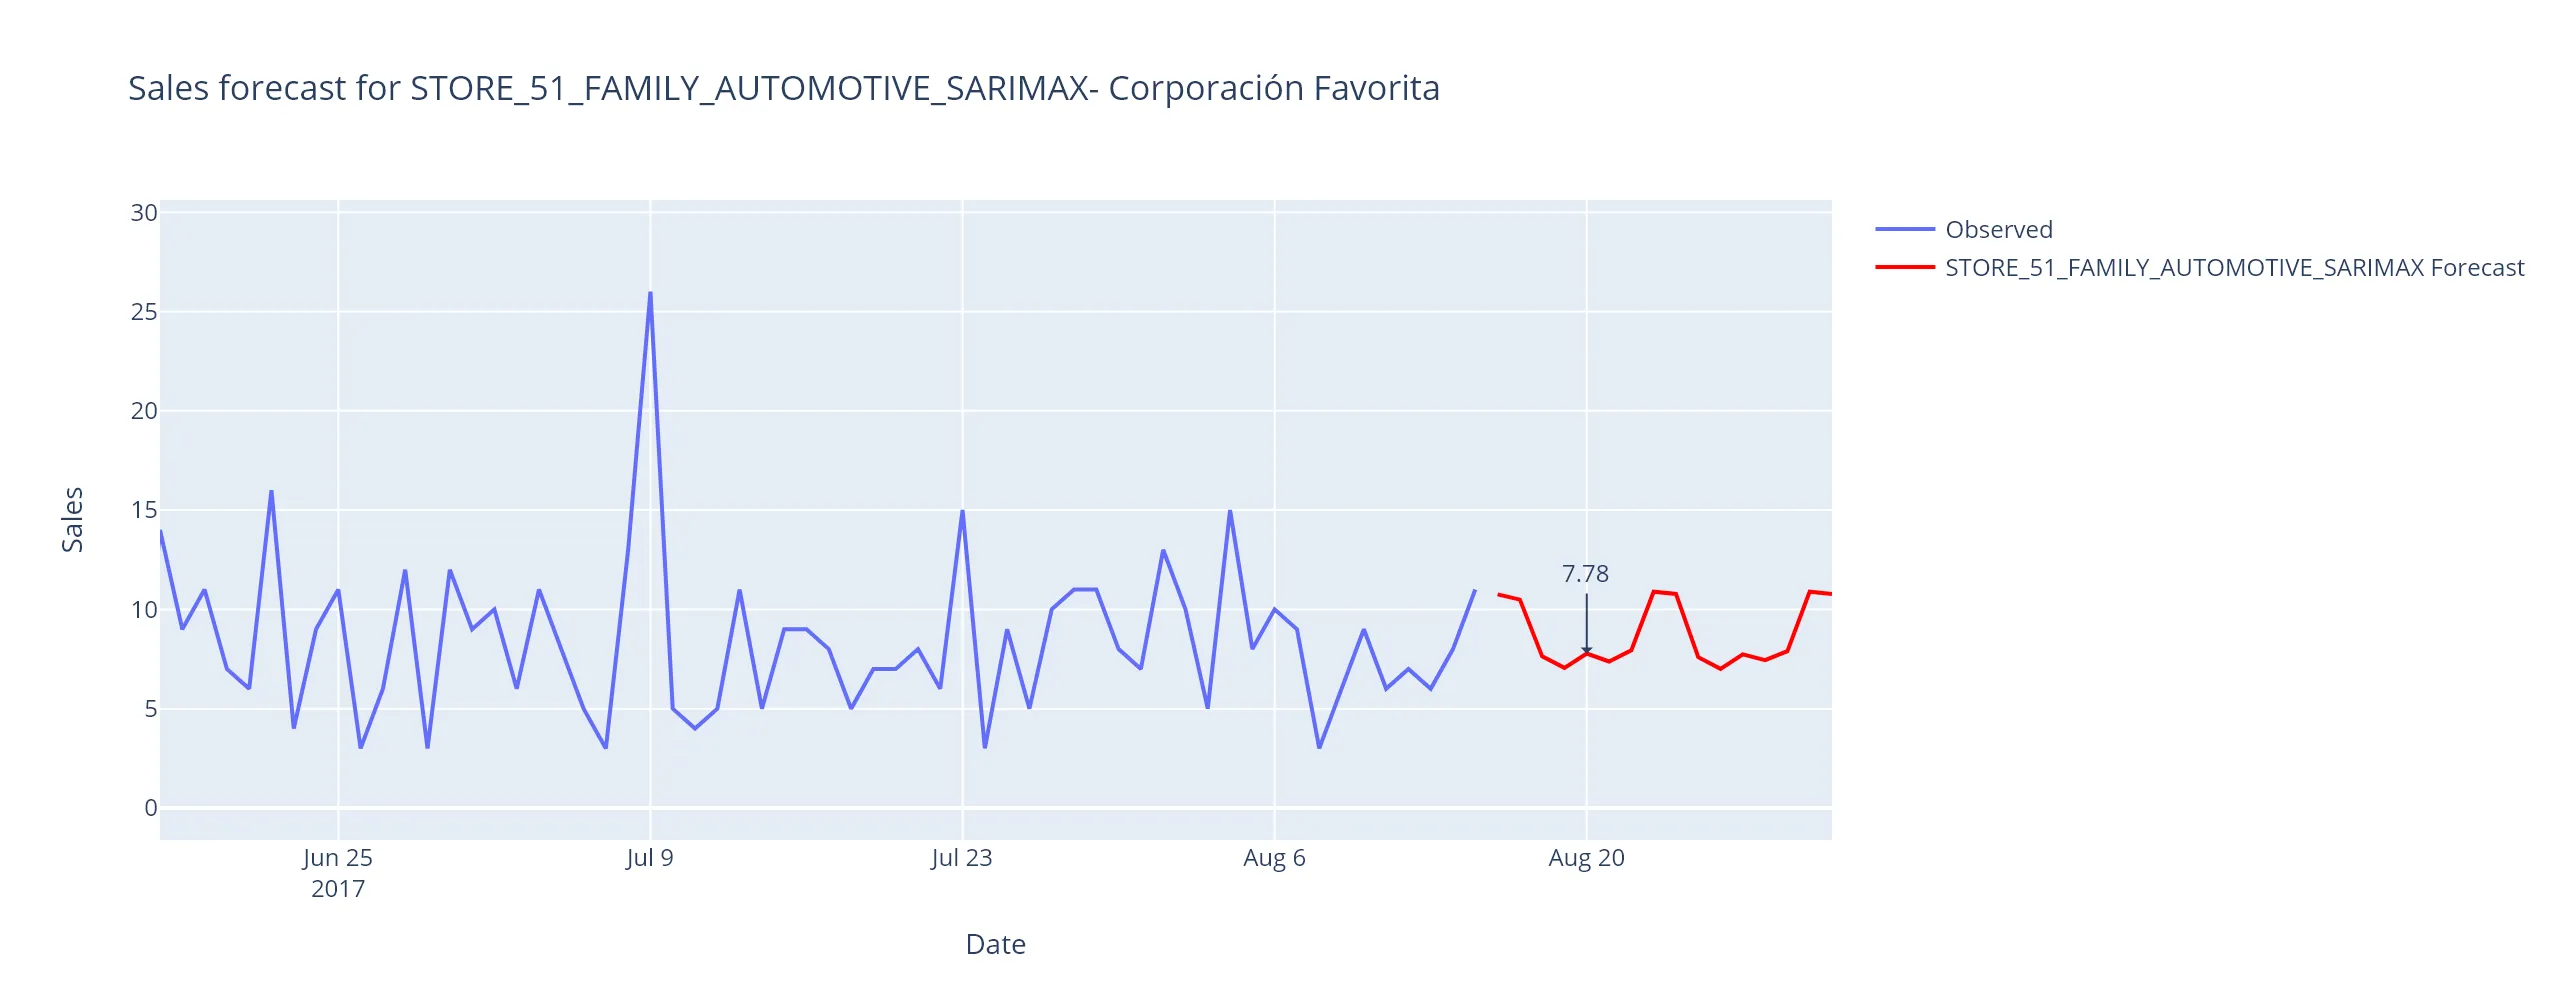 Sales forecast for STORE_51_FAMILY_AUTOMOTIVE_SARIMAX- Corporación Favorita
Observed
STORE_51_FAMILY_AUTOMOTIVE_SARIMAX Forecast
30
25
20
15
10
5
0
Sales
7.78
Jun 25
2017
Jul 9
Jul 23
Aug 6
Aug 20
Date